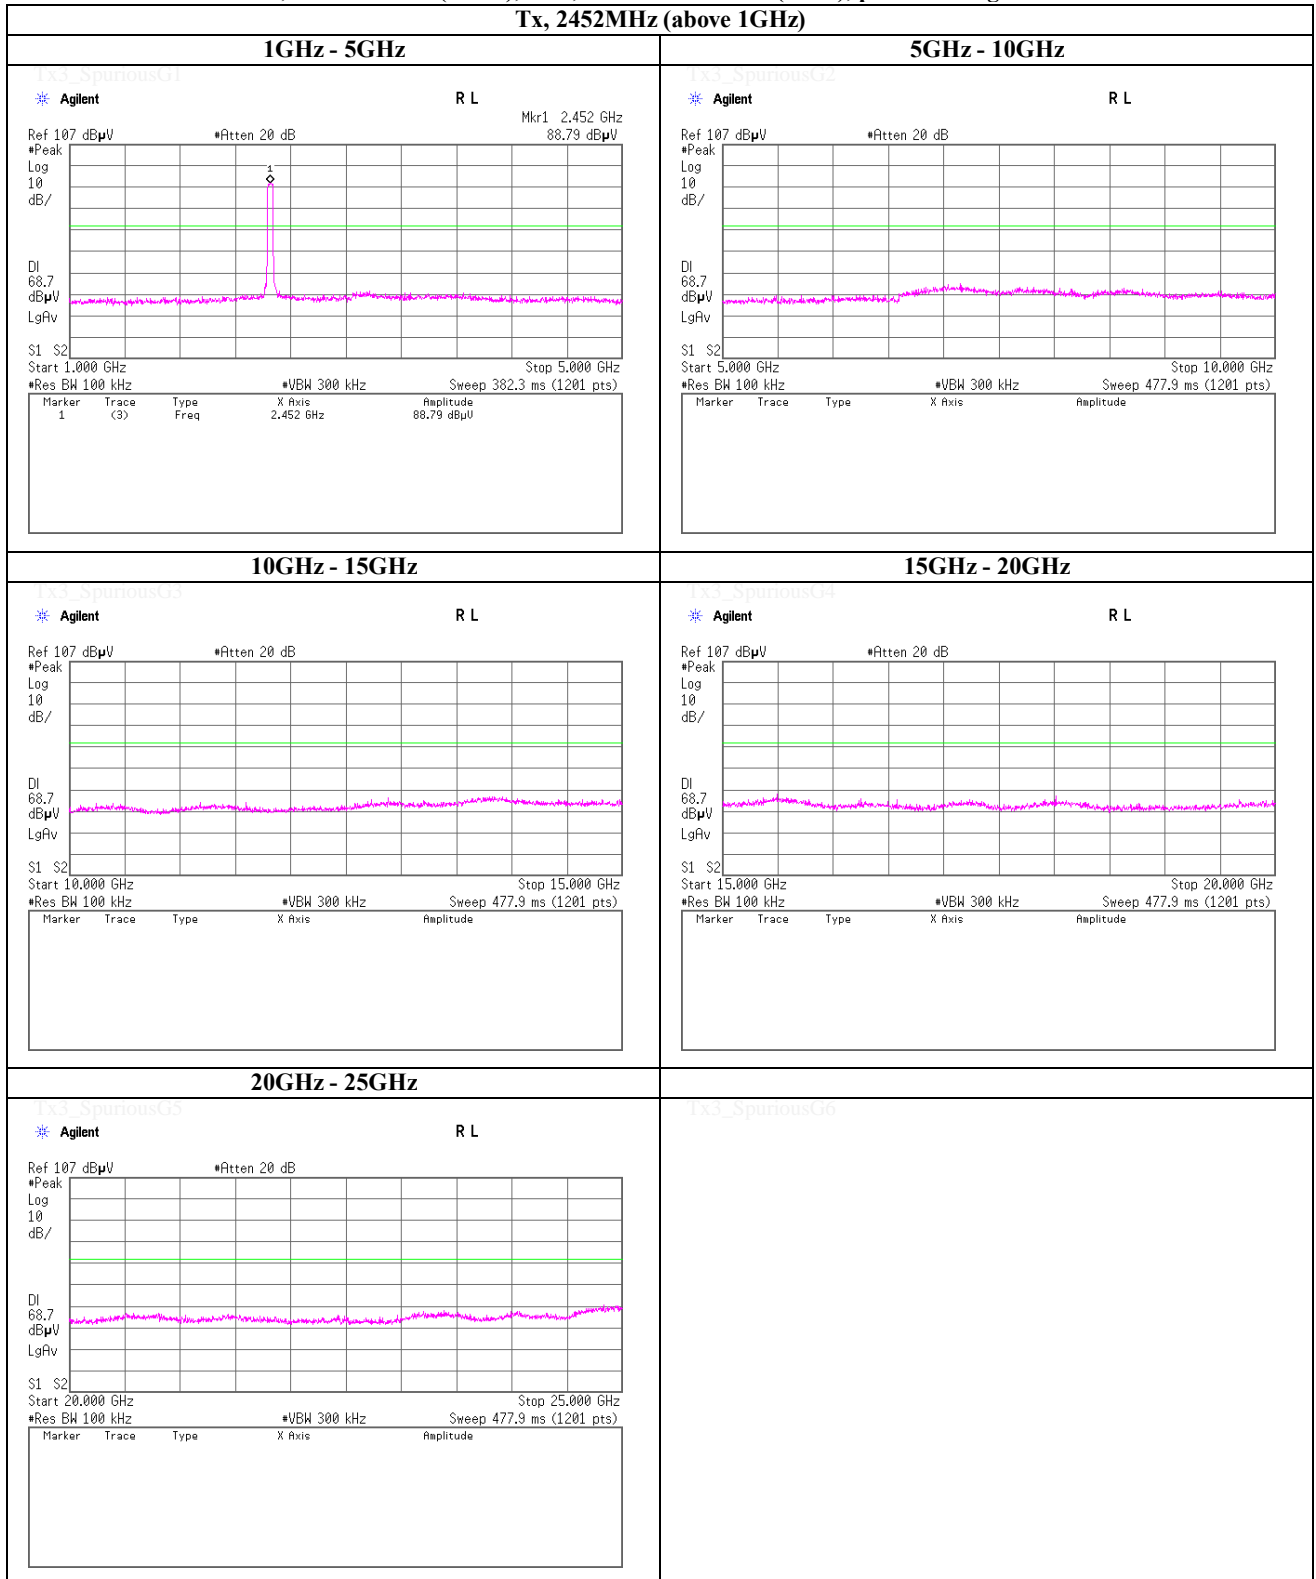 Tx, 2452MHz (above 1GHz)
1GHz - 5GHz
5GHz - 10GHz
Tx3_SpuriousG1
Agilent
R L
Mkr1 2.452 GHz
Ref 107 dBµV
#Atten 20 dB
88.79 dBµV
#Peak
Log
10
dB/
1
DI
68.7
dBµV
LgAv
S1 S2
Start 1.000 GHz
Stop 5.000 GHz
#Res BW 100 kHz
#VBW 300 kHz
Sweep 382.3 ms (1201 pts)
Marker Trace Type X Axis Amplitude
1 (3) Freq 2.452 GHz 88.79 dBµV
Tx3_SpuriousG2
Agilent
R L
Ref 107 dBµV
#Atten 20 dB
#Peak
Log
10
dB/
DI
68.7
dBµV
LgAv
S1 S2
Start 5.000 GHz
Stop 10.000 GHz
#Res BW 100 kHz
#VBW 300 kHz
Sweep 477.9 ms (1201 pts)
Marker Trace Type X Axis Amplitude
10GHz - 15GHz
15GHz - 20GHz
Tx3_SpuriousG3
Agilent
R L
Ref 107 dBµV
#Atten 20 dB
#Peak
Log
10
dB/
DI
68.7
dBµV
LgAv
S1 S2
Start 10.000 GHz
Stop 15.000 GHz
#Res BW 100 kHz
#VBW 300 kHz
Sweep 477.9 ms (1201 pts)
Marker Trace Type X Axis Amplitude
Tx3_SpuriousG4
Agilent
R L
Ref 107 dBµV
#Atten 20 dB
#Peak
Log
10
dB/
DI
68.7
dBµV
LgAv
S1 S2
Start 15.000 GHz
Stop 20.000 GHz
#Res BW 100 kHz
#VBW 300 kHz
Sweep 477.9 ms (1201 pts)
Marker Trace Type X Axis Amplitude
20GHz - 25GHz
Tx3_SpuriousG5
Agilent
R L
Ref 107 dBµV
#Atten 20 dB
#Peak
Log
10
dB/
DI
68.7
dBµV
LgAv
S1 S2
Start 20.000 GHz
Stop 25.000 GHz
#Res BW 100 kHz
#VBW 300 kHz
Sweep 477.9 ms (1201 pts)
Marker Trace Type X Axis Amplitude
Tx3_SpuriousG6